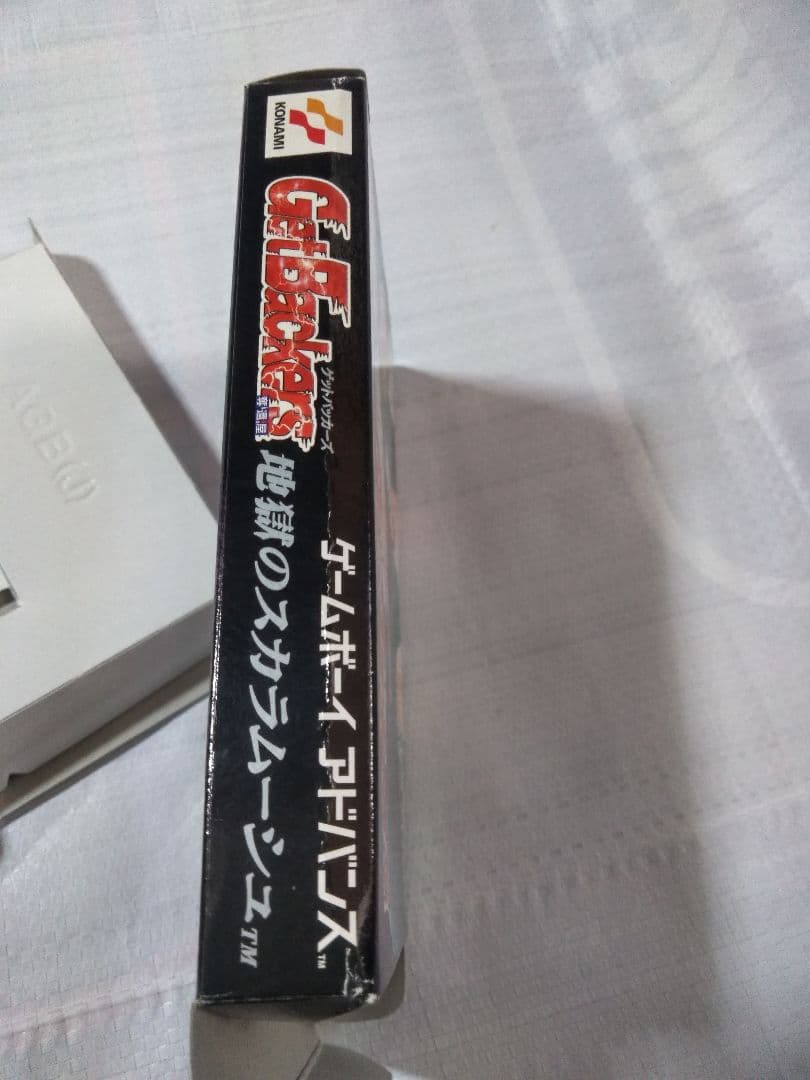 KONAMI
GetBackers
奪還屋
ゲットバッカーズ
地獄のスカラムーシュ™
ゲームボーイ アドバンス™
AGB(J)